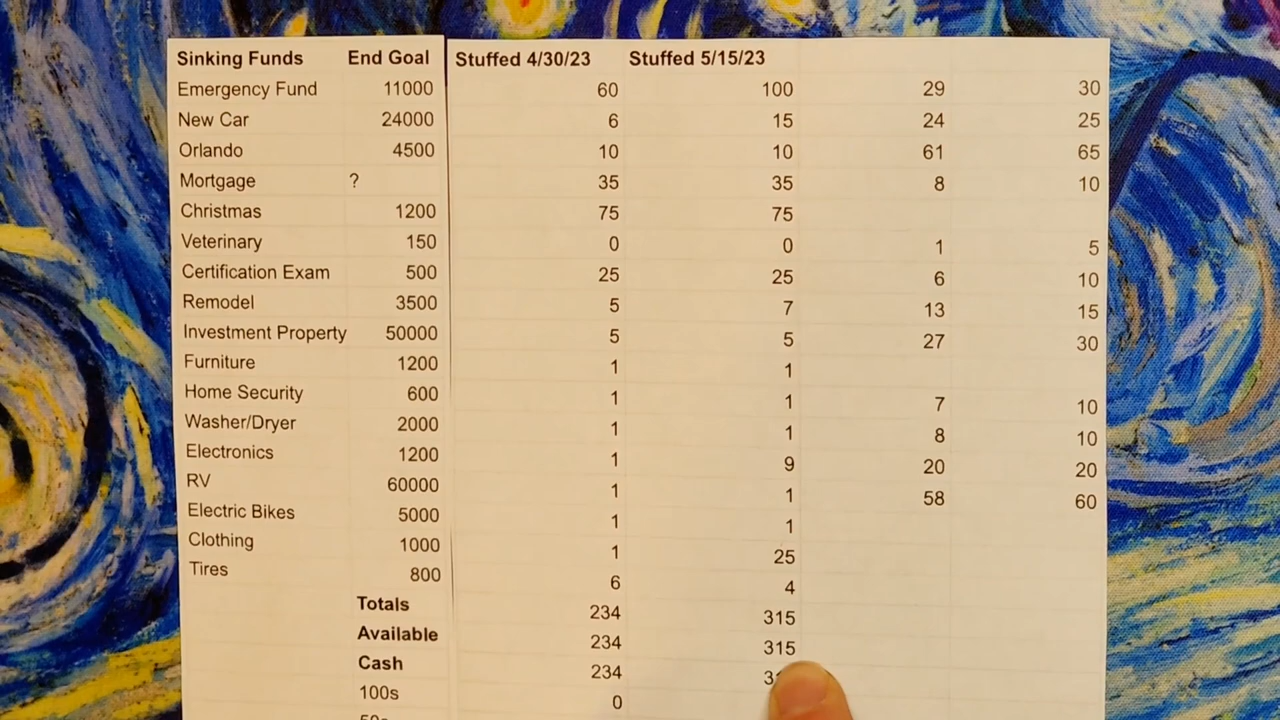 Sinking Funds End Goal Stuffed 4/30/23 Stuffed 5/15/23
Emergency Fund 11000 60 100 29 30
New Car 24000 6 15 24 25
Orlando 4500 10 10 61 65
Mortgage ? 35 35 8 10
Christmas 1200 75 75
Veterinary 150 0 0 1 5
Certification Exam 500 25 25 6 10
Remodel 3500 5 7 13 15
Investment Property 50000 5 5 27 30
Furniture 1200 1 1
Home Security 600 1 1 7 10
Washer/Dryer 2000 1 1 8 10
Electronics 1200 1 9 20 20
RV 60000 1 1 58 60
Electric Bikes 5000 1 1
Clothing 1000 1 25
Tires 800 6 4
Totals 234 315
Available 234 315
Cash 234
100s 0